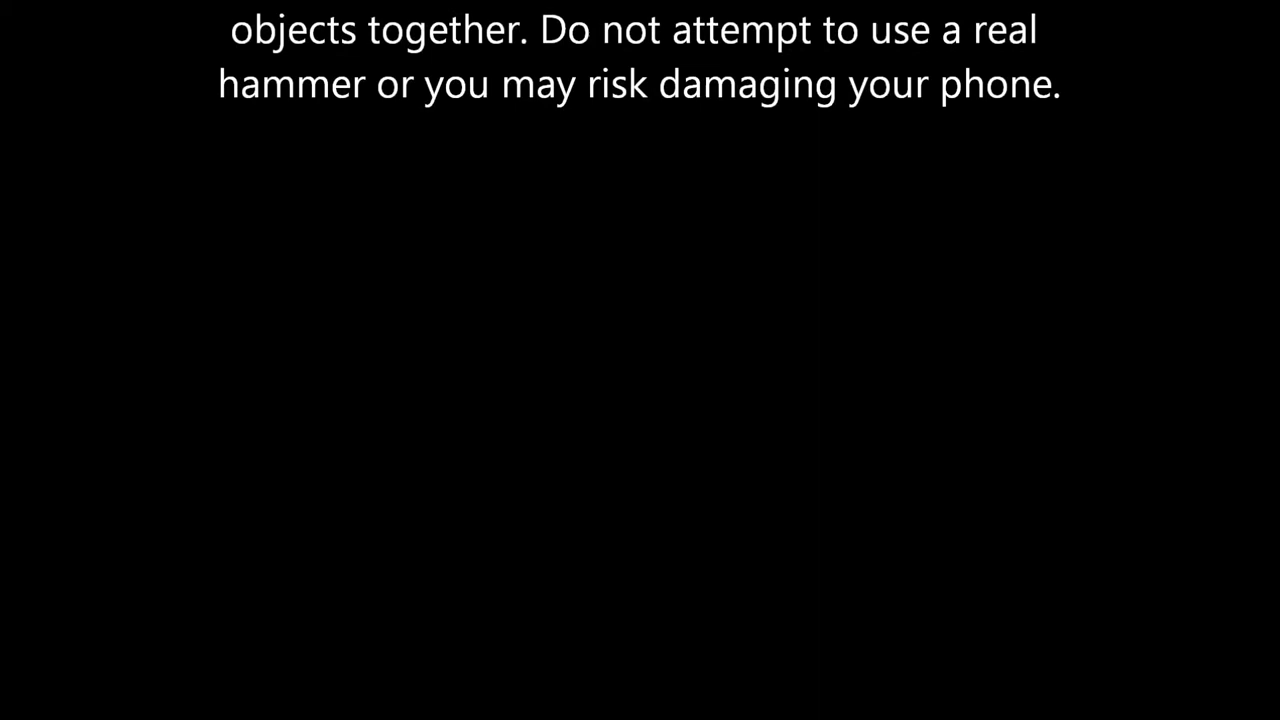 objects together. Do not attempt to use a real
hammer or you may risk damaging your phone.